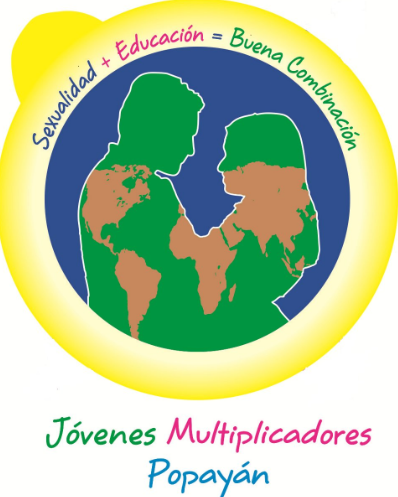 Sexualidad + Educación = Buena Combinación
Jóvenes Multiplicadores
Popayán